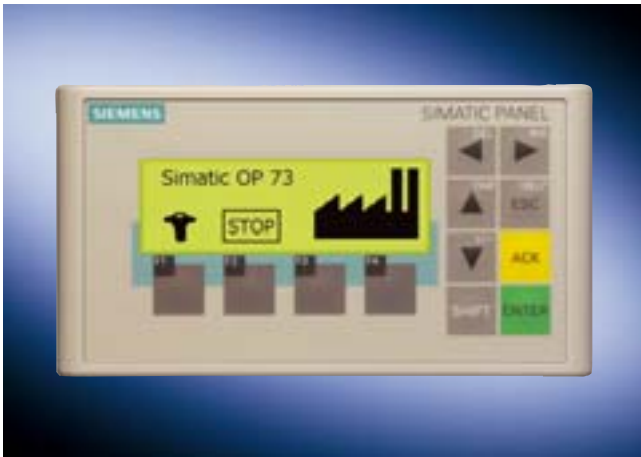 SIEMENS
SIMATIC PANEL
Simatic OP 73
STOP
ESC
ACK
SHIFT
ENTER